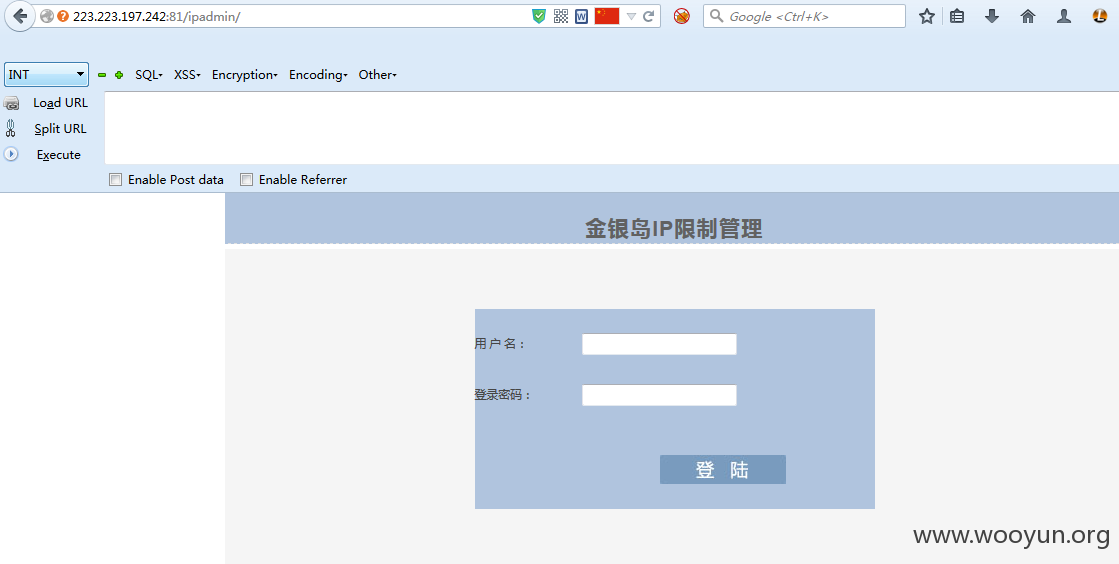 223.223.197.242:81/ipadmin/
Google <Ctrl+K>
INT
SQL
XSS
Encryption
Encoding
Other
Load URL
Split URL
Execute
Enable Post data
Enable Referrer
金银岛IP限制管理
用 户 名：
登录密码：
登 陆
www.wooyun.org